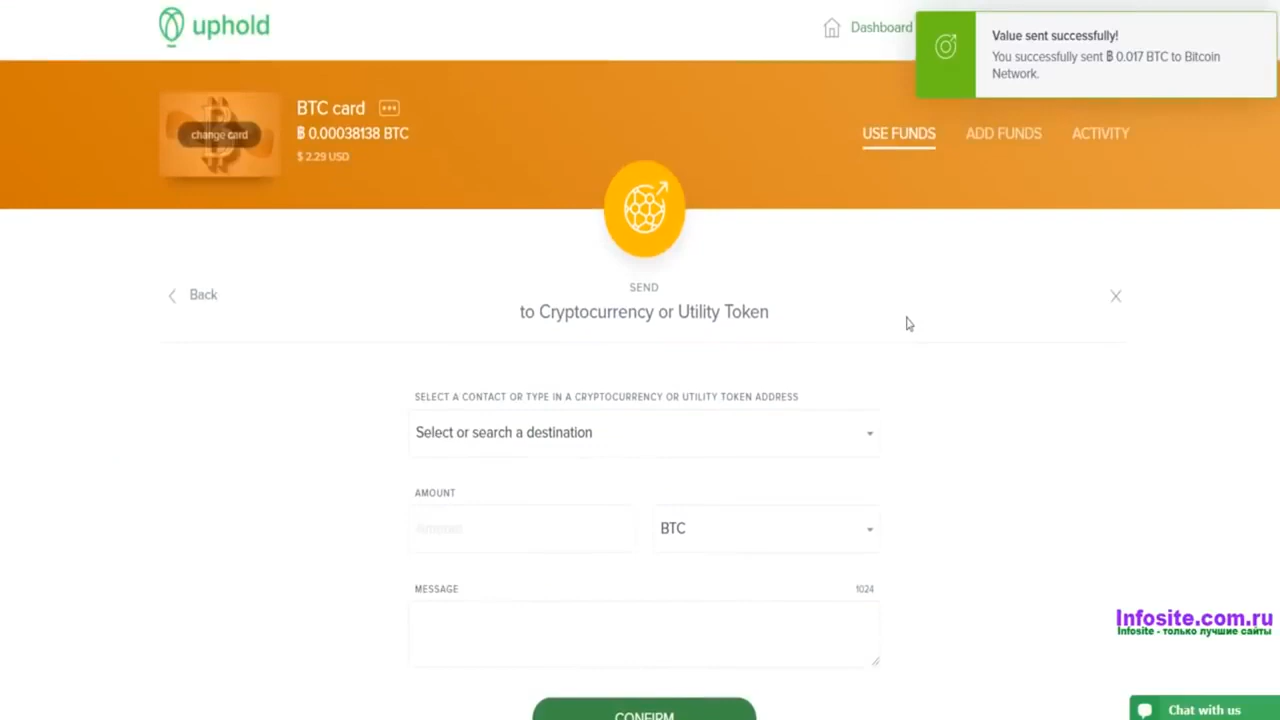 uphold
Dashboard
Value sent successfully!
You successfully sent ₿ 0.017 BTC to Bitcoin
Network.
change card
BTC card
₿ 0.00038138 BTC
$ 2.29 USD
USE FUNDS
ADD FUNDS
ACTIVITY
Back
SEND
to Cryptocurrency or Utility Token
SELECT A CONTACT OR TYPE IN A CRYPTOCURRENCY OR UTILITY TOKEN ADDRESS
Select or search a destination
AMOUNT
Amount
BTC
MESSAGE
1024
Infosite.com.ru
Infosite - только лучшие сайты
CONFIRM
Chat with us